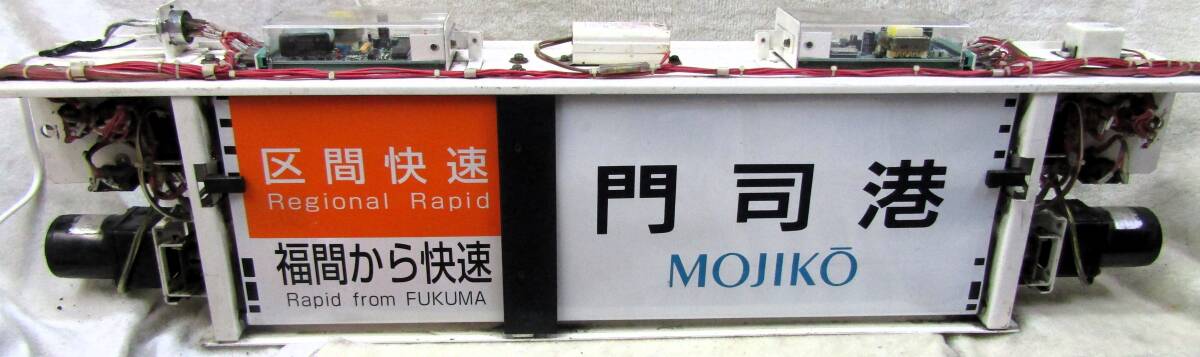 区間快速
Regional Rapid
福間から快速
Rapid from FUKUMA
門司港
MOJIKŌ